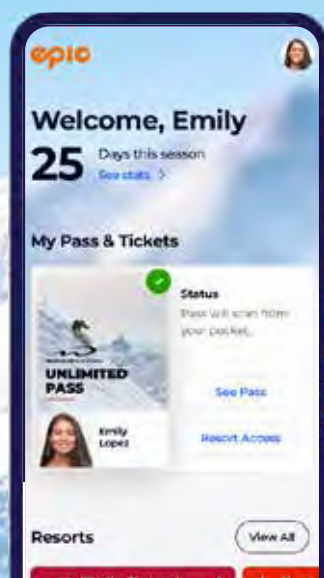 epic
Welcome, Emily
25 Days this season
See stats >
My Pass & Tickets
Status
Pass will scan from
your pocket.
UNLIMITED
PASS
See Pass
Emily
Lopez
Resort Access
Resorts
View All